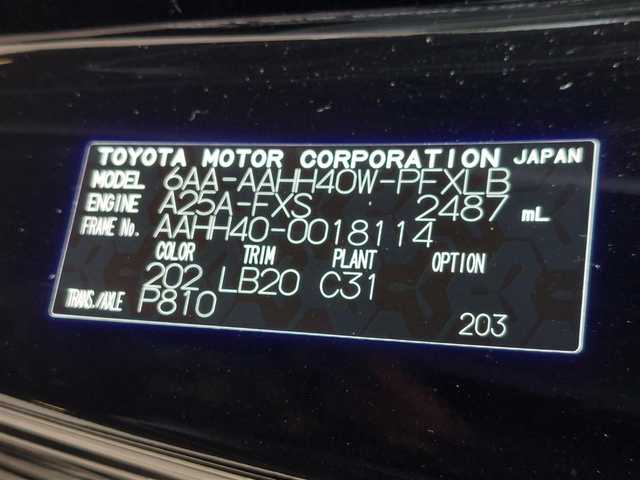 TOYOTA MOTOR CORPORATION JAPAN
MODEL 6AA-AAHH40W-PFXLB
ENGINE A25A-FXS 2487 mL
FRAME No. AAHH40-0018114
COLOR TRIM PLANT OPTION
202 LB20 C31
TRANS./AXLE P810
203